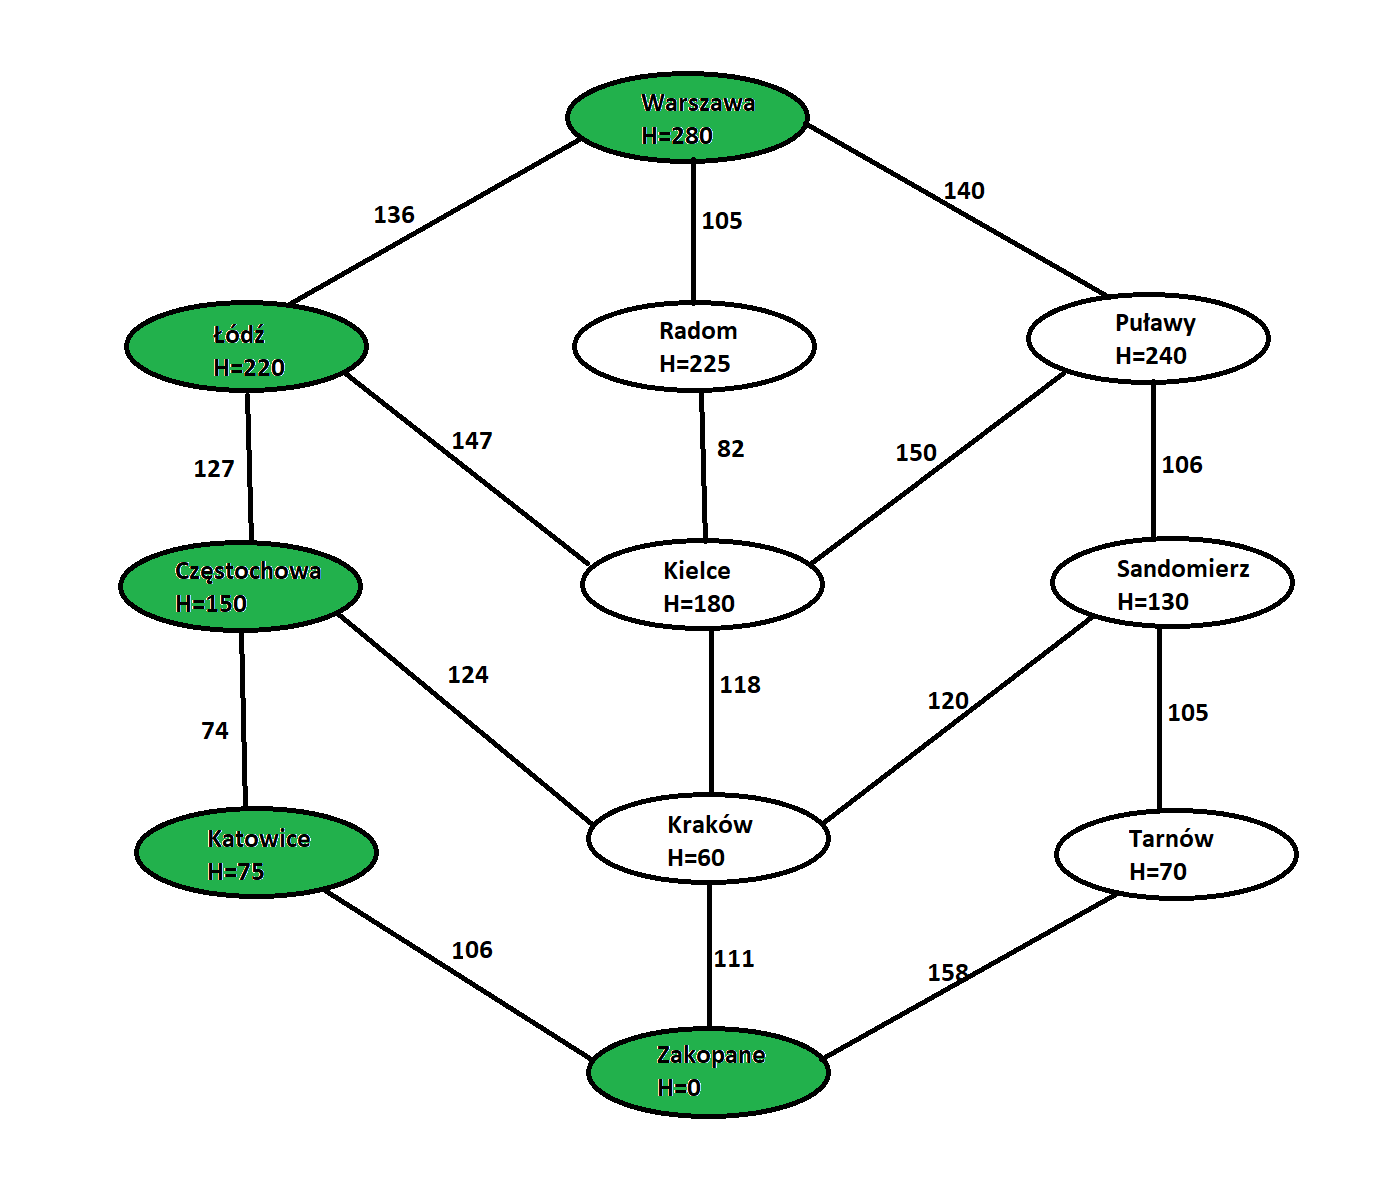 Warszawa
H=280
136
105
140
Łódź
H=220
Radom
H=225
Puławy
H=240
127
147
82
150
106
Częstochowa
H=150
Kielce
H=180
Sandomierz
H=130
74
124
118
120
105
Katowice
H=75
Kraków
H=60
Tarnów
H=70
106
111
158
Zakopane
H=0